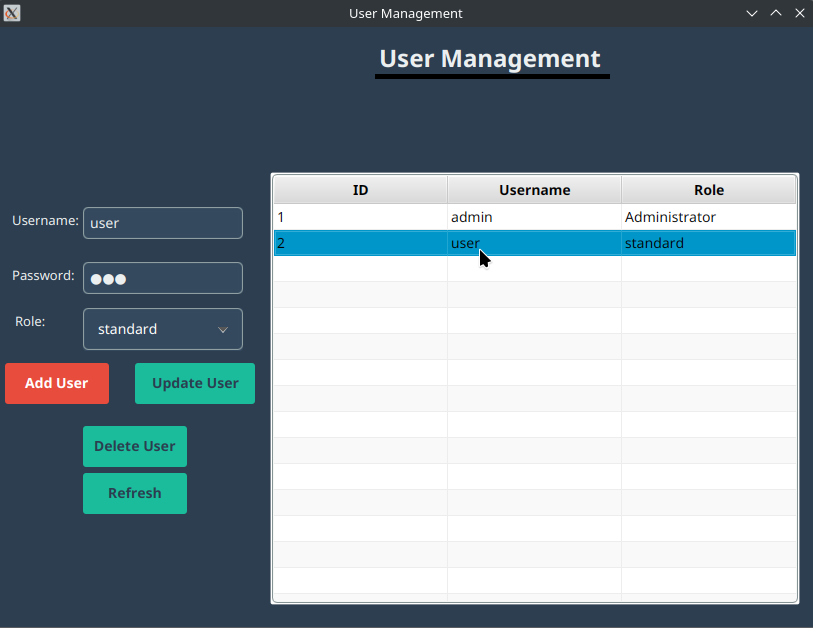 User Management
User Management
ID Username Role
1 admin Administrator
2 user standard
Username: user
Password: ●●●
Role: standard
Add User Update User
Delete User
Refresh